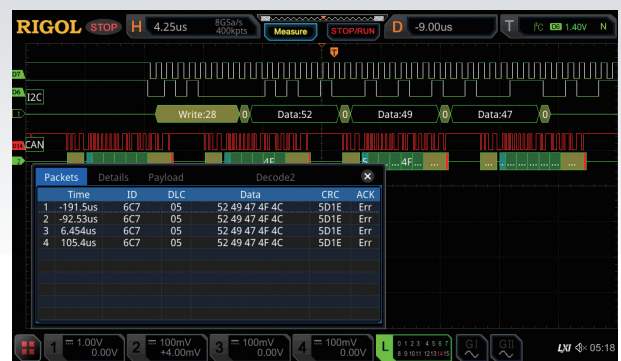 RIGOL STOP H 4.25us 8GSa/s 400kpts Measure STOP/RUN D -9.00us T I²C D8 1.40V N
T
D7
D6 I2C
1 Write:28 0 Data:52 0 Data:49 0 Data:47 0
CAN
4F 4F... ...
Packets Details Payload Decode2
Time ID DLC Data CRC ACK
1 -191.5us 6C7 05 52 49 47 4F 4C 5D1E Err
2 -92.53us 6C7 05 52 49 47 4F 4C 5D1E Err
3 6.454us 6C7 05 52 49 47 4F 4C 5D1E Err
4 105.4us 6C7 05 52 49 47 4F 4C 5D1E Err
1 1.00V 0.00V 2 100mV +4.00mV 3 100mV 0.00V 4 100mV 0.00V L 0 1 2 3 4 5 6 7 8 9 10 11 12 13 14 15 GI GII LXI 05:18